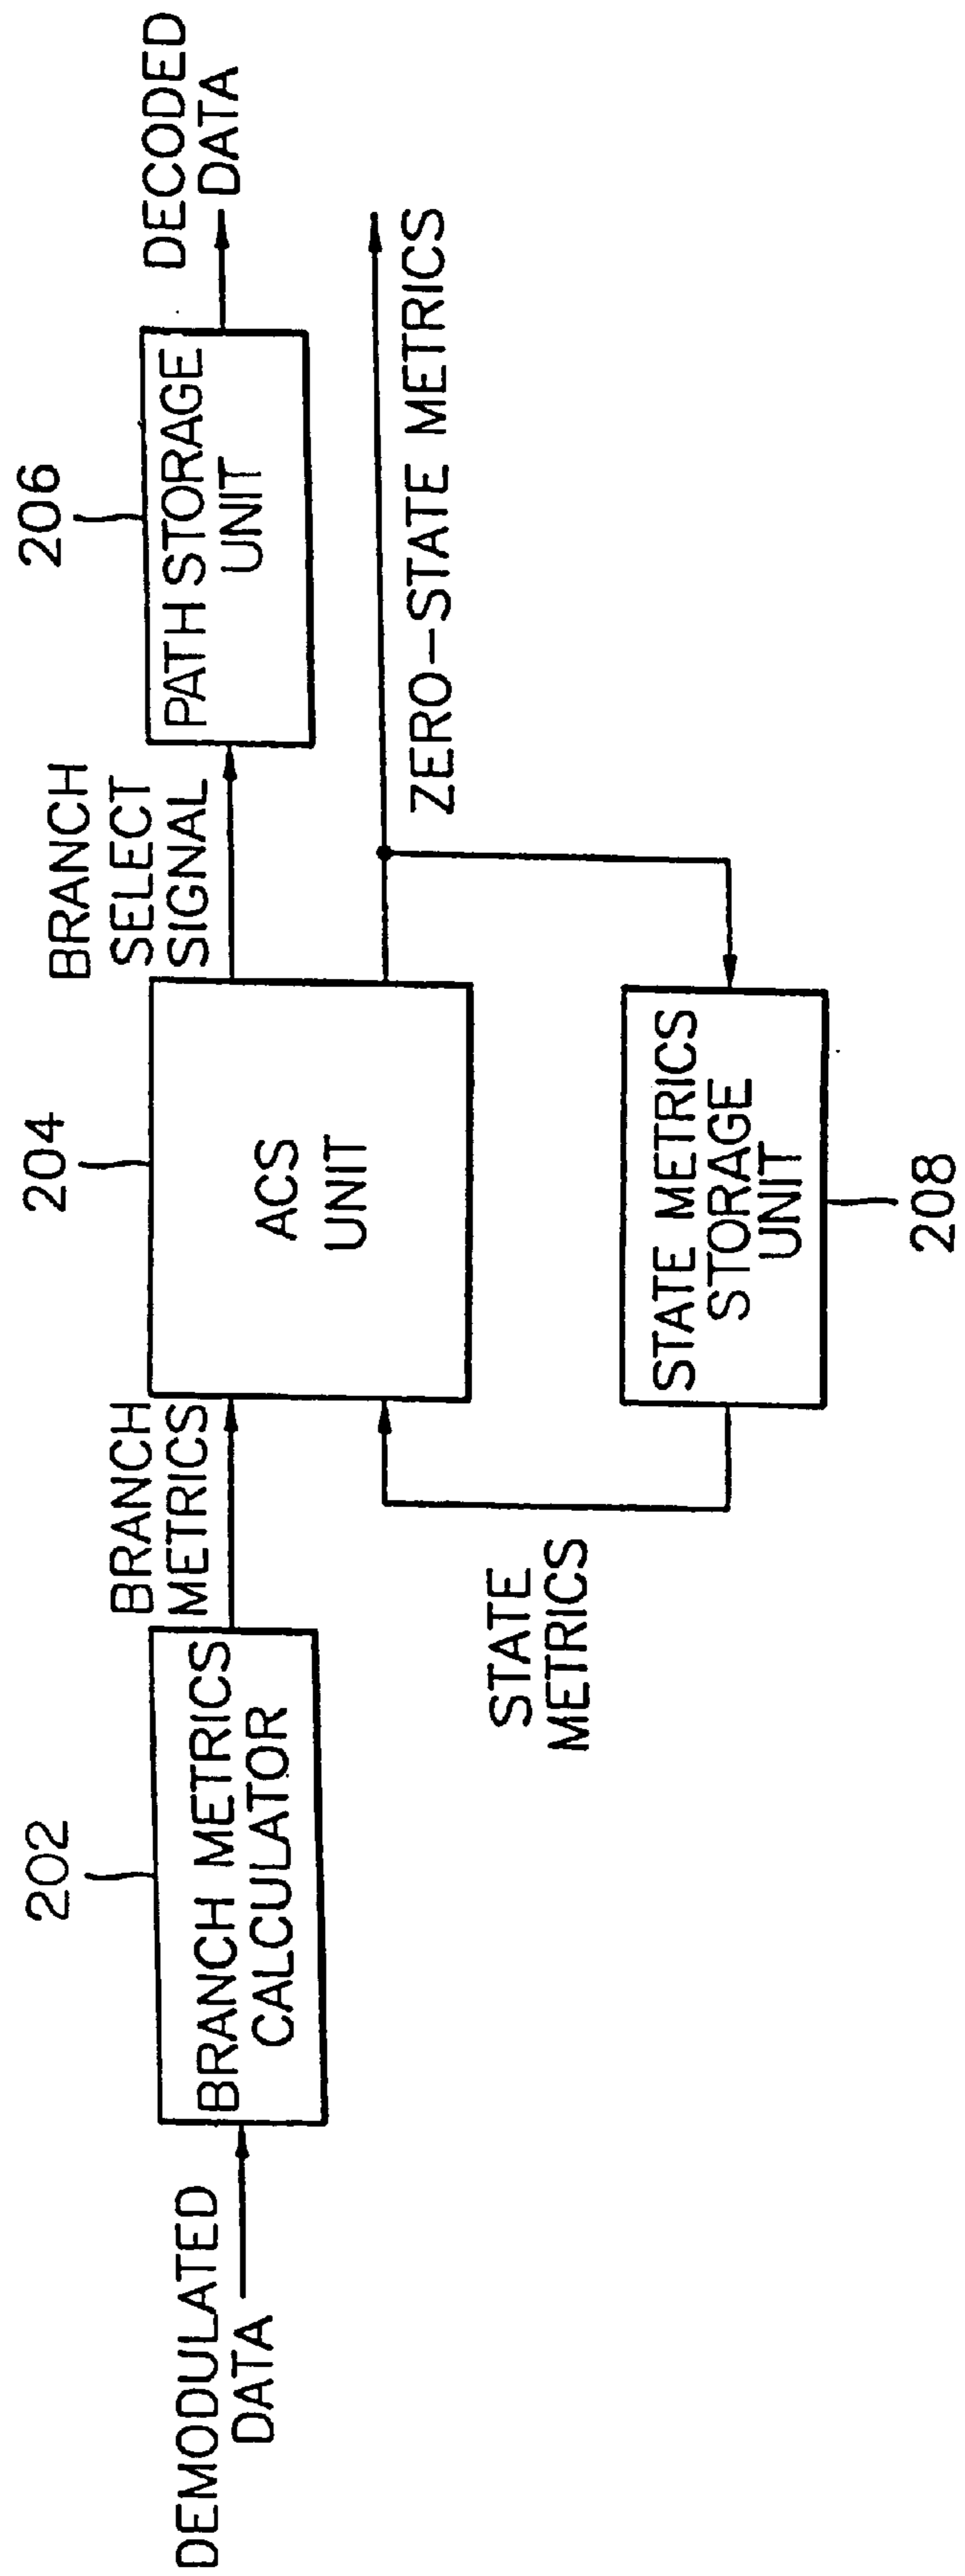 DEMODULATED
DATA
202
BRANCH METRICS
CALCULATOR
BRANCH
METRICS
204
ACS
UNIT
BRANCH
SELECT
SIGNAL
206
PATH STORAGE
UNIT
DECODED
DATA
ZERO-STATE METRICS
STATE
METRICS
STATE METRICS
STORAGE
UNIT
208